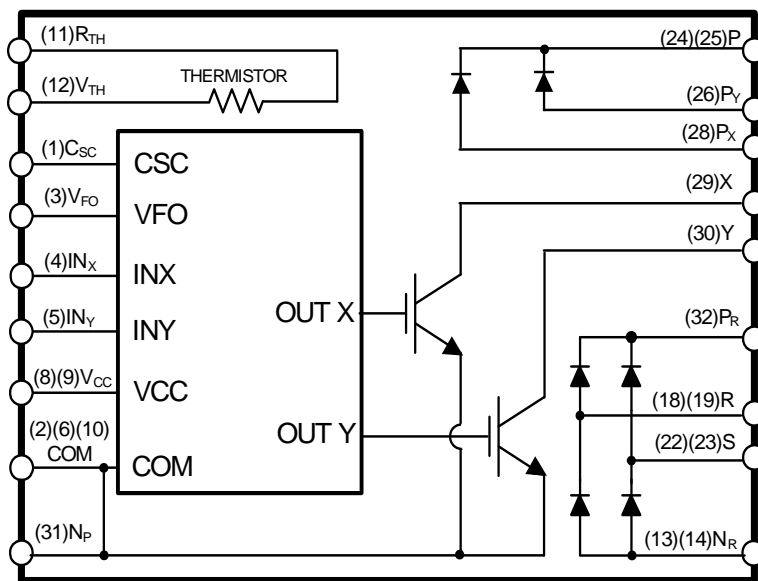 (11)RTH
(12)VTH
THERMISTOR
(1)CSC
(3)VFO
(4)INX
(5)INY
(8)(9)VCC
(2)(6)(10)
COM
(31)NP
CSC
VFO
INX
INY
VCC
COM
OUT X
OUT Y
(24)(25)P
(26)PY
(28)PX
(29)X
(30)Y
(32)PR
(18)(19)R
(22)(23)S
(13)(14)NR